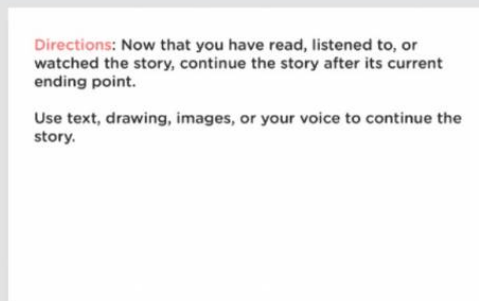 Directions: Now that you have read, listened to, or
watched the story, continue the story after its current
ending point.
Use text, drawing, images, or your voice to continue the
story.